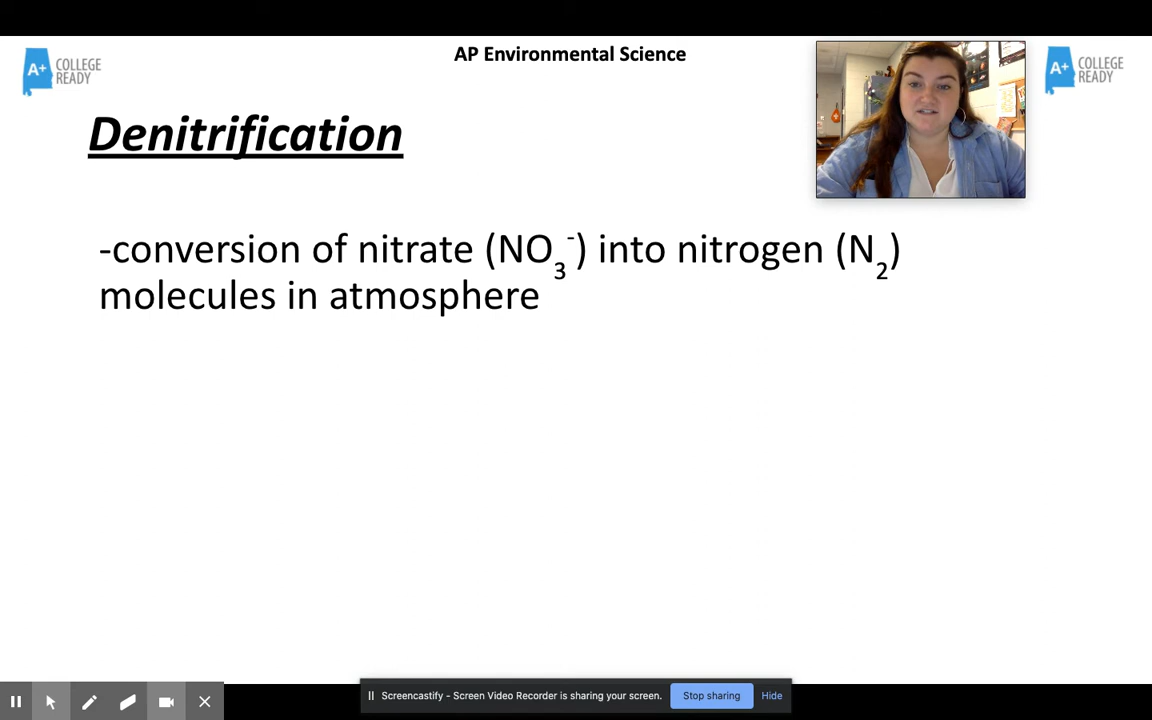 AP Environmental Science
A+ COLLEGE
READY
A+ COLLEGE
READY
Denitrification
-conversion of nitrate (NO₃⁻) into nitrogen (N₂)
molecules in atmosphere
Screencastify - Screen Video Recorder is sharing your screen. Stop sharing Hide